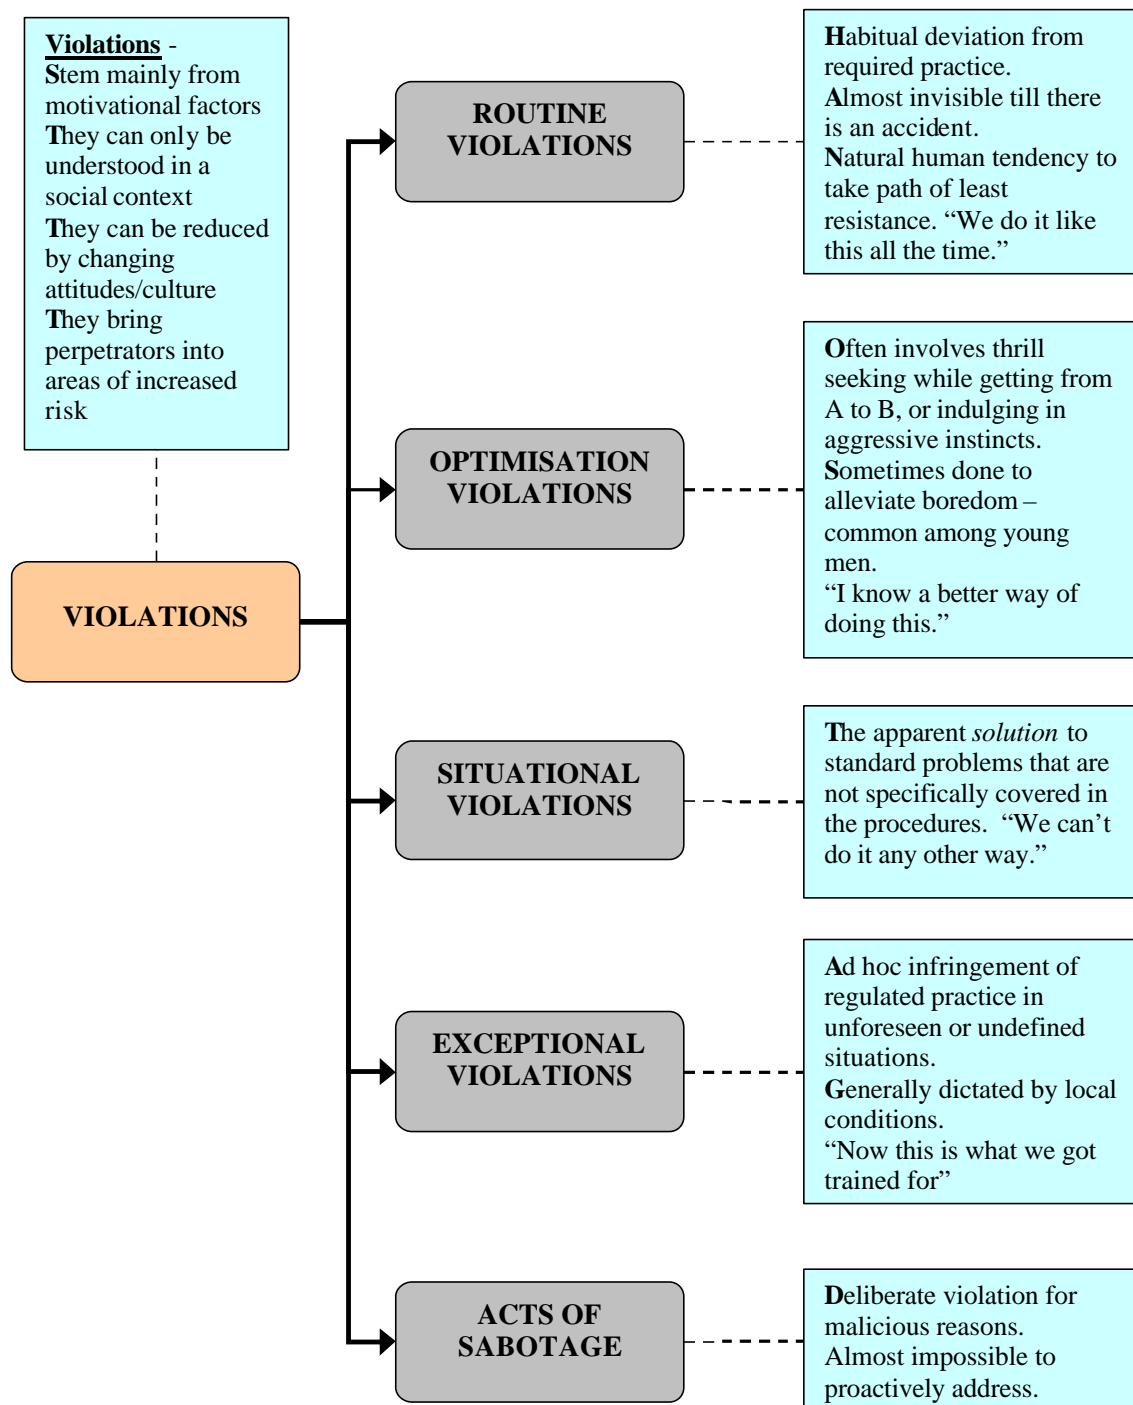 Violations -
Stem mainly from
motivational factors
They can only be
understood in a
social context
They can be reduced
by changing
attitudes/culture
They bring
perpetrators into
areas of increased
risk
VIOLATIONS
ROUTINE
VIOLATIONS
Habitual deviation from
required practice.
Almost invisible till there
is an accident.
Natural human tendency to
take path of least
resistance. “We do it like
this all the time.”
OPTIMISATION
VIOLATIONS
Often involves thrill
seeking while getting from
A to B, or indulging in
aggressive instincts.
Sometimes done to
alleviate boredom –
common among young
men.
“I know a better way of
doing this.”
SITUATIONAL
VIOLATIONS
The apparent solution to
standard problems that are
not specifically covered in
the procedures.  “We can’t
do it any other way.”
EXCEPTIONAL
VIOLATIONS
Ad hoc infringement of
regulated practice in
unforeseen or undefined
situations.
Generally dictated by local
conditions.
“Now this is what we got
trained for”
ACTS OF
SABOTAGE
Deliberate violation for
malicious reasons.
Almost impossible to
proactively address.